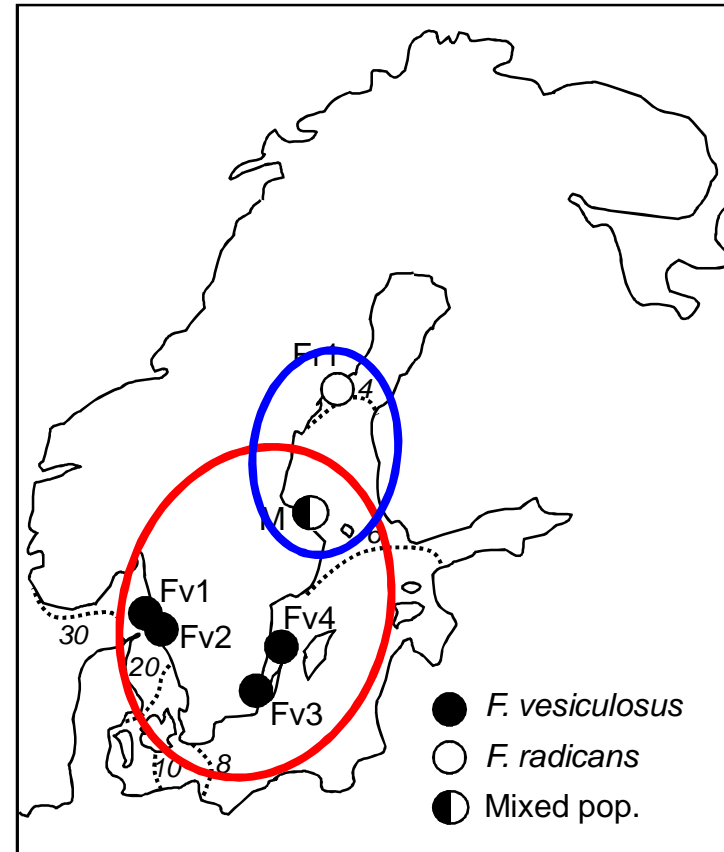 Fr1
4
M
6
Fv1
30
Fv2
Fv4
20
Fv3
10
8
F. vesiculosus
F. radicans
Mixed pop.